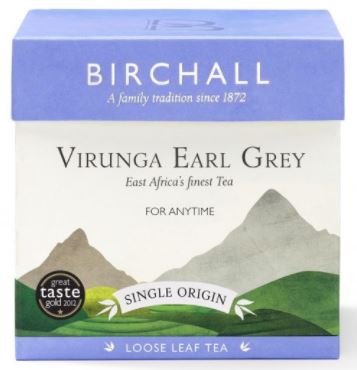 BIRCHALL
A family tradition since 1872
VIRUNGA EARL GREY
East Africa's finest Tea
FOR ANYTIME
great
taste
gold 2012
SINGLE ORIGIN
LOOSE LEAF TEA